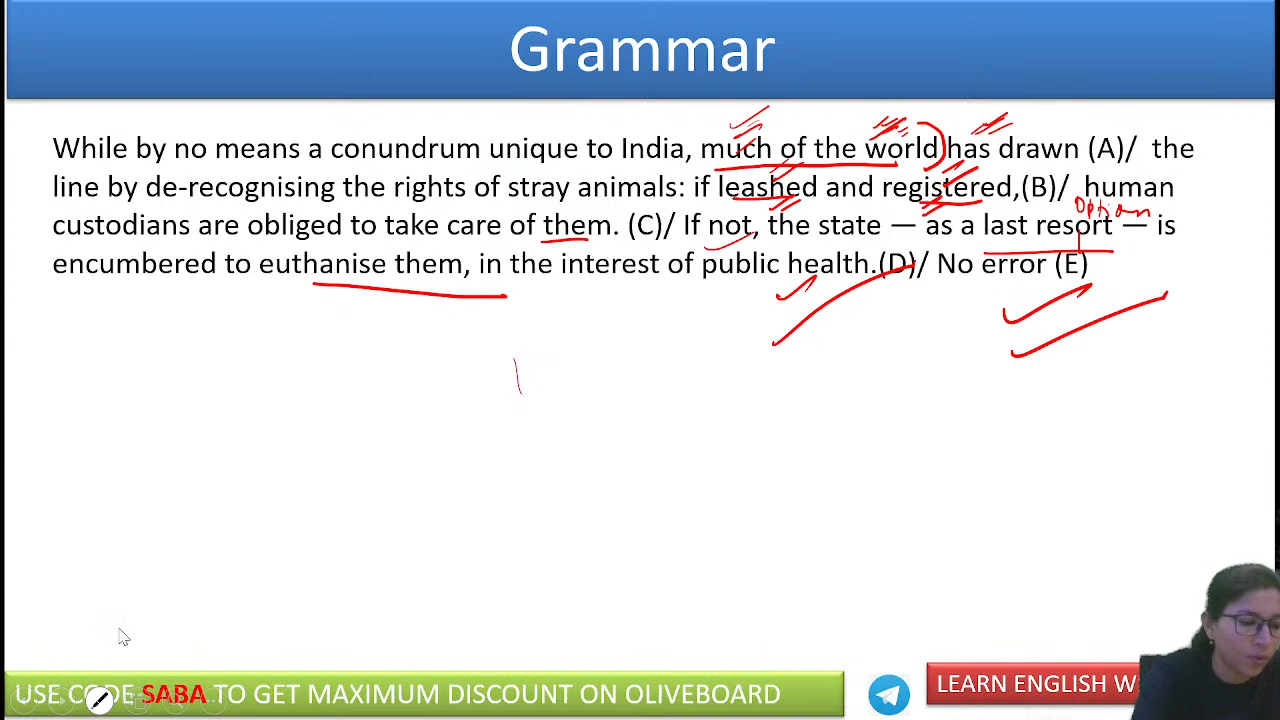 Grammar
While by no means a conundrum unique to India, much of the world has drawn (A)/ the
line by de-recognising the rights of stray animals: if leashed and registered,(B)/ human
option
custodians are obliged to take care of them. (C)/ If not, the state — as a last resort — is
encumbered to euthanise them, in the interest of public health.(D)/ No error (E)
USE CODE SABA TO GET MAXIMUM DISCOUNT ON OLIVEBOARD
LEARN ENGLISH W